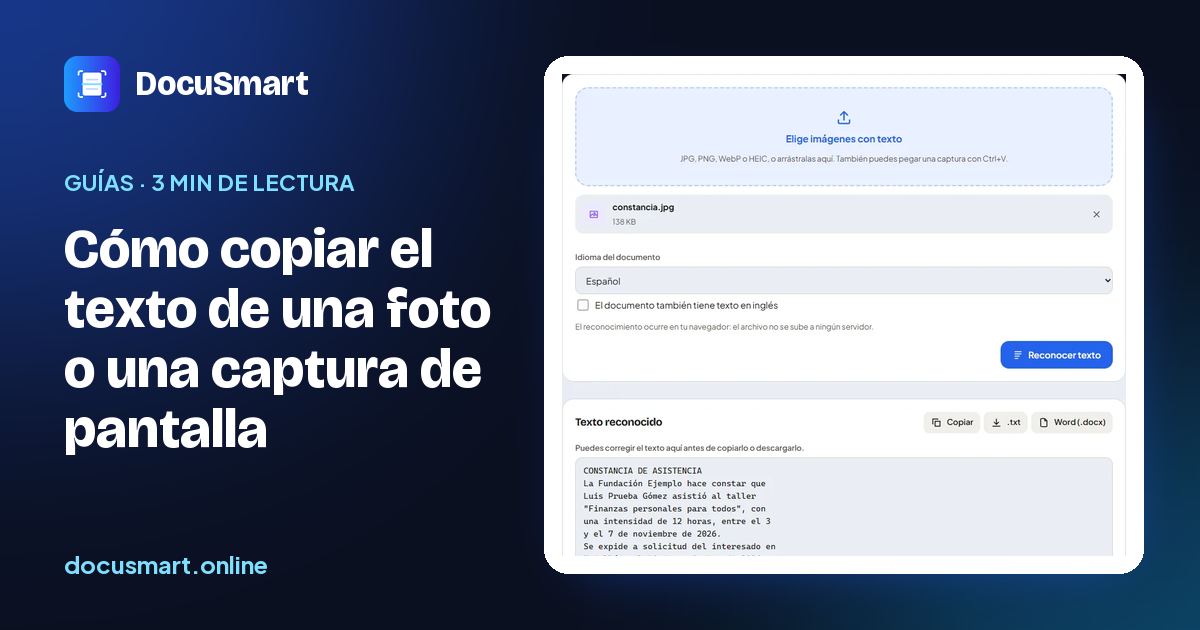 DocuSmart
GUÍAS · 3 MIN DE LECTURA
Cómo copiar el
texto de una foto
o una captura de
pantalla
docusmart.online
Elige imágenes con texto
JPG, PNG, WebP o HEIC, o arrástralas aquí. También puedes pegar una captura con Ctrl+V.
constancia.jpg
138 KB
Idioma del documento
Español
El documento también tiene texto en inglés
El reconocimiento ocurre en tu navegador: el archivo no se sube a ningún servidor.
Reconocer texto
Texto reconocido
Copiar
.txt
Word (.docx)
Puedes corregir el texto aquí antes de copiarlo o descargarlo.
CONSTANCIA DE ASISTENCIA
La Fundación Ejemplo hace constar que
Luis Prueba Gómez asistió al taller
"Finanzas personales para todos", con
una intensidad de 12 horas, entre el 3
y el 7 de noviembre de 2026.
Se expide a solicitud del interesado en